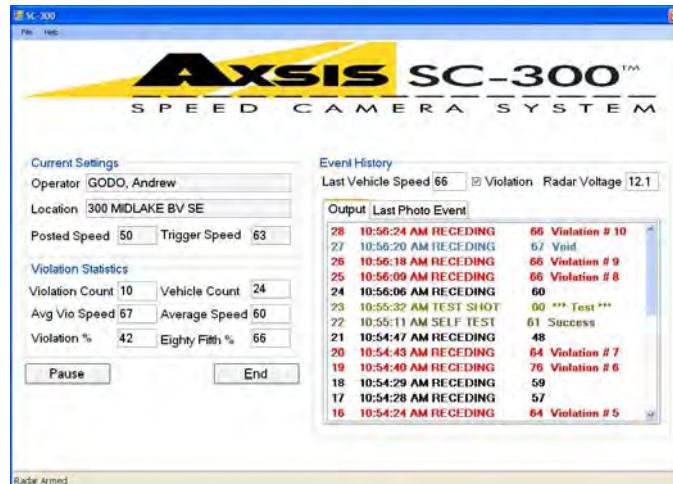 SC-300
File Help
AXSIS SC-300™
SPEED CAMERA SYSTEM
Current Settings
Operator GODO, Andrew
Location 300 MIDLAKE BV SE
Posted Speed 50 Trigger Speed 63
Violation Statistics
Violation Count 10 Vehicle Count 24
Avg Vio Speed 67 Average Speed 60
Violation % 42 Eighty Fifth % 66
Pause End
Event History
Last Vehicle Speed 66 Violation Radar Voltage 12.1
Output Last Photo Event
28 10:56:24 AM RECEDING 66 Violation # 10
27 10:56:20 AM RECEDING 67 Void
26 10:56:18 AM RECEDING 66 Violation # 9
25 10:56:09 AM RECEDING 66 Violation # 8
24 10:56:06 AM RECEDING 60
23 10:55:32 AM TEST SHOT 00 *** Test ***
22 10:55:11 AM SELF TEST 61 Success
21 10:54:47 AM RECEDING 48
20 10:54:43 AM RECEDING 64 Violation # 7
19 10:54:40 AM RECEDING 76 Violation # 6
18 10:54:29 AM RECEDING 59
17 10:54:28 AM RECEDING 57
16 10:54:24 AM RECEDING 64 Violation # 5
Radar Armed